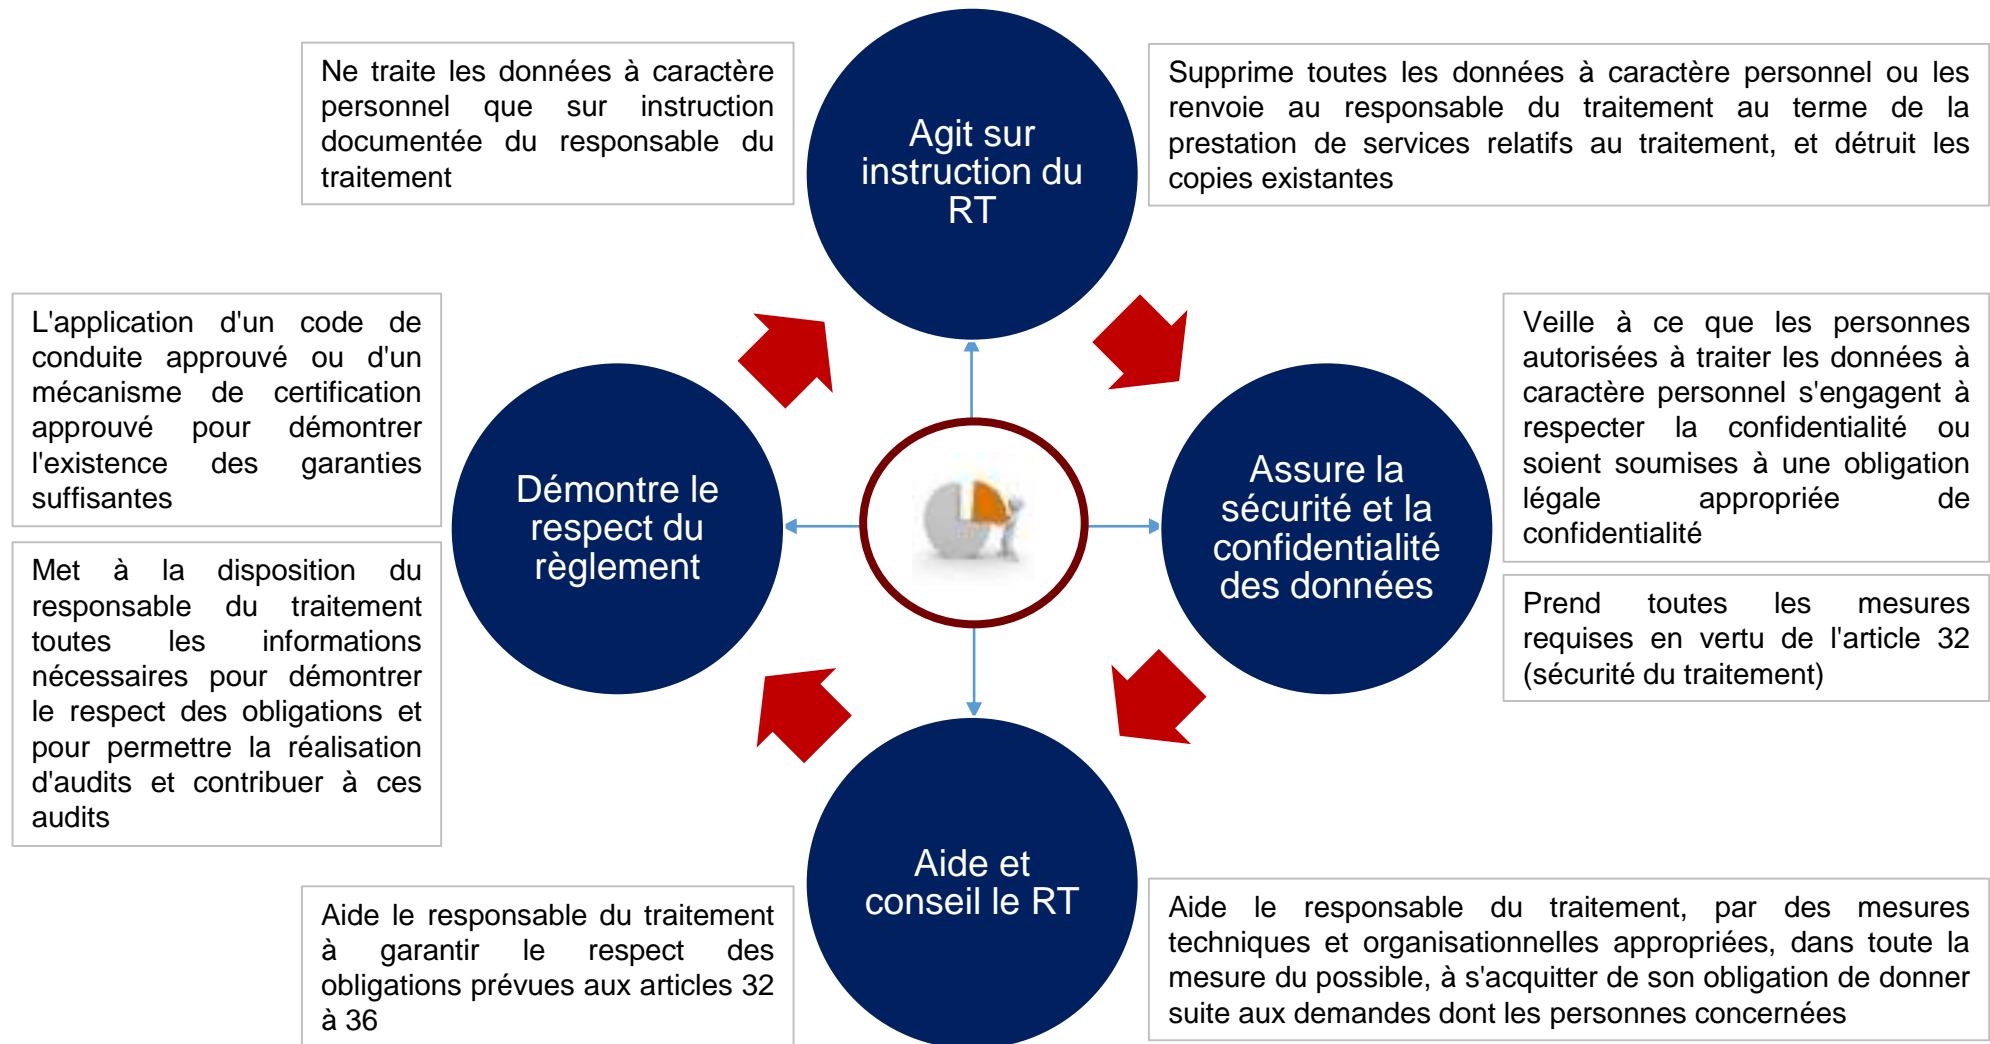 Ne traite les données à caractère
personnel que sur instruction
documentée du responsable du
traitement
Agit sur
instruction du
RT
Supprime toutes les données à caractère personnel ou les
renvoie au responsable du traitement au terme de la
prestation de services relatifs au traitement, et détruit les
copies existantes
L'application d'un code de
conduite approuvé ou d'un
mécanisme de certification
approuvé pour démontrer
l'existence des garanties
suffisantes
Met à la disposition du
responsable du traitement
toutes les informations
nécessaires pour démontrer
le respect des obligations et
pour permettre la réalisation
d'audits et contribuer à ces
audits
Démontre le
respect du
règlement
Assure la
sécurité et la
confidentialité
des données
Veille à ce que les personnes
autorisées à traiter les données à
caractère personnel s'engagent à
respecter la confidentialité ou
soient soumises à une obligation
légale appropriée de
confidentialité
Prend toutes les mesures
requises en vertu de l'article 32
(sécurité du traitement)
Aide le responsable du traitement
à garantir le respect des
obligations prévues aux articles 32
à 36
Aide et
conseil le RT
Aide le responsable du traitement, par des mesures
techniques et organisationnelles appropriées, dans toute la
mesure du possible, à s'acquitter de son obligation de donner
suite aux demandes dont les personnes concernées